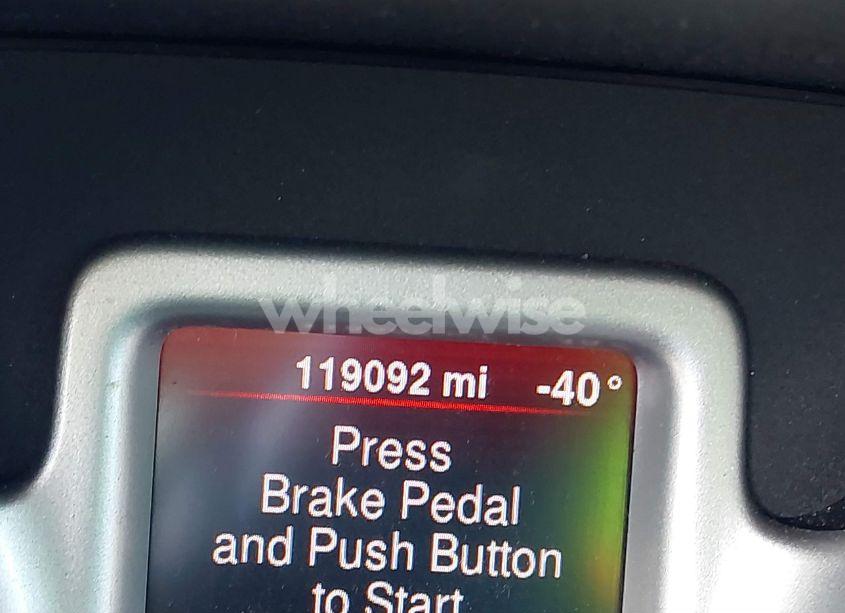 wheelwise
119092 mi -40°
Press
Brake Pedal
and Push Button
to Start